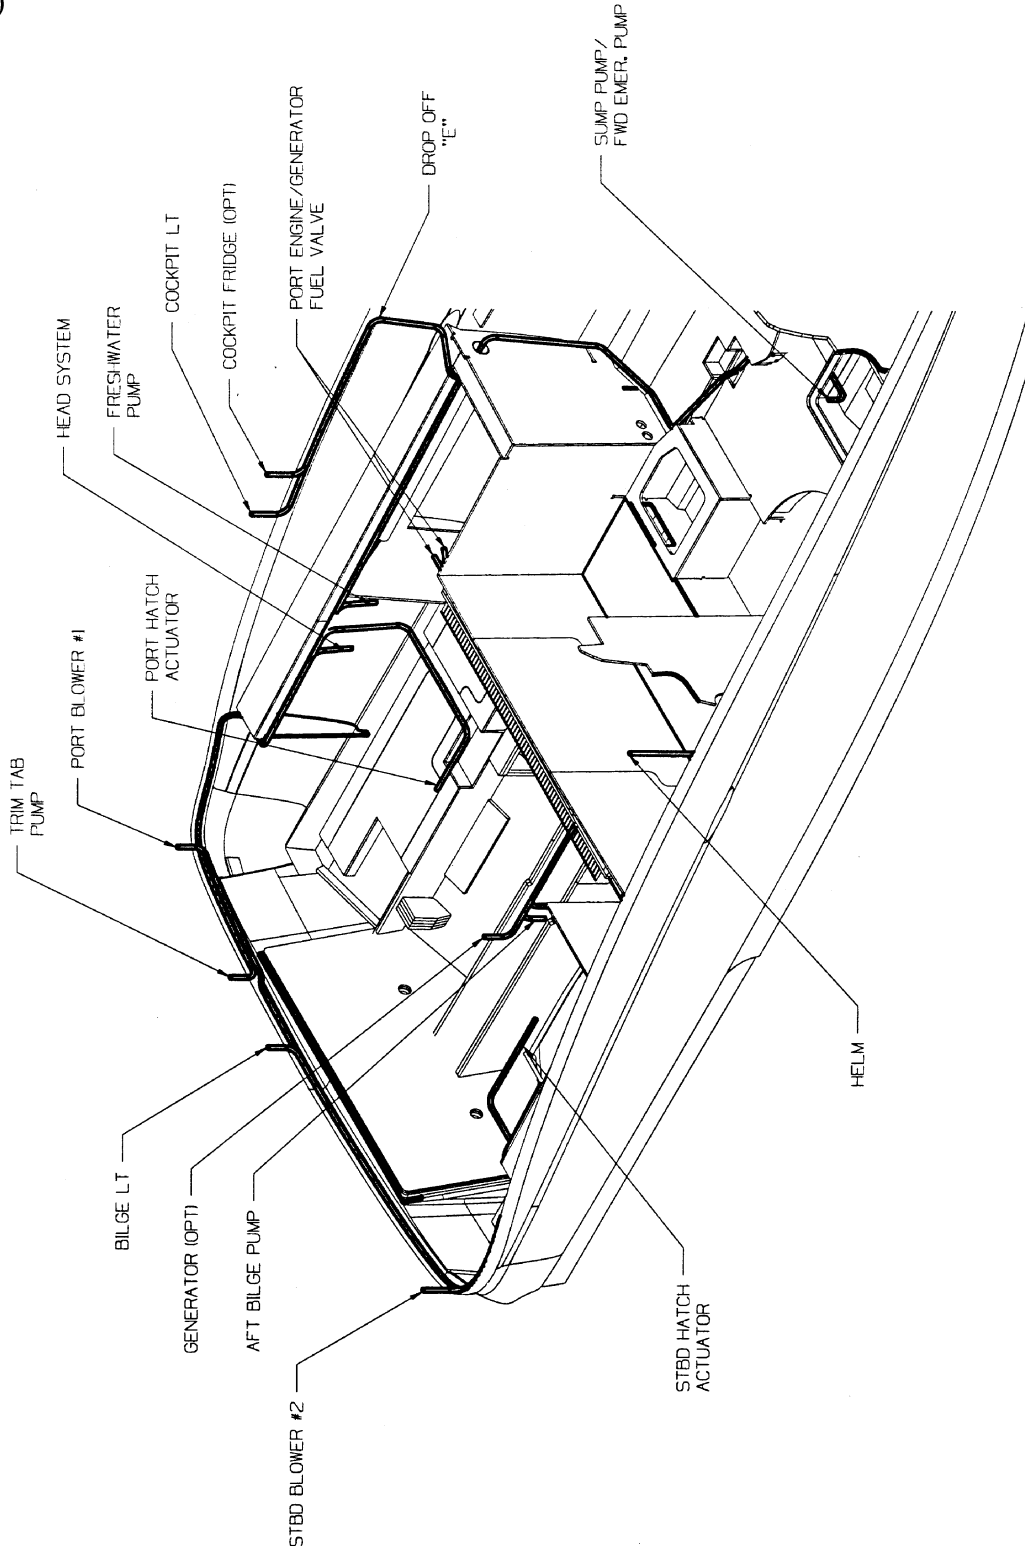 TRIM TAB
PUMP
PORT BLOWER #1
HEAD SYSTEM
FRESHWATER
PUMP
PORT HATCH
ACTUATOR
COCKPIT LT
COCKPIT FRIDGE (OPT)
PORT ENGINE/GENERATOR
FUEL VALVE
DROP OFF
"E"
SUMP PUMP/
FWD EMER. PUMP
BILGE LT
GENERATOR (OPT)
AFT BILGE PUMP
STBD BLOWER #2
STBD HATCH
ACTUATOR
HELM